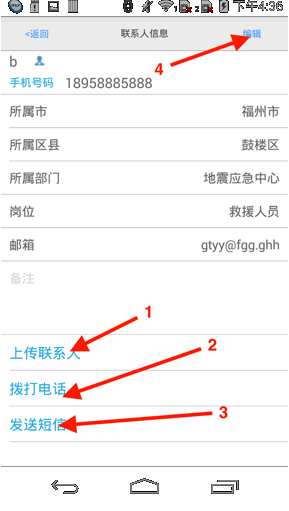 下午4:36
<返回 联系人信息 编辑
4
b
手机号码 18958885888
所属市 福州市
所属区县 鼓楼区
所属部门 地震应急中心
岗位 救援人员
邮箱 gtyy@fgg.ghh
备注
1
上传联系人
2
拨打电话
3
发送短信